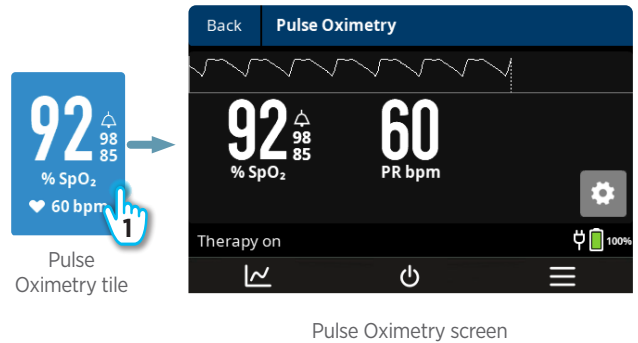 Back Pulse Oximetry
92
98
85
% SpO₂
60 bpm
1
Pulse
Oximetry tile
92
98
85
% SpO₂
60
PR bpm
Therapy on
100%
Pulse Oximetry screen